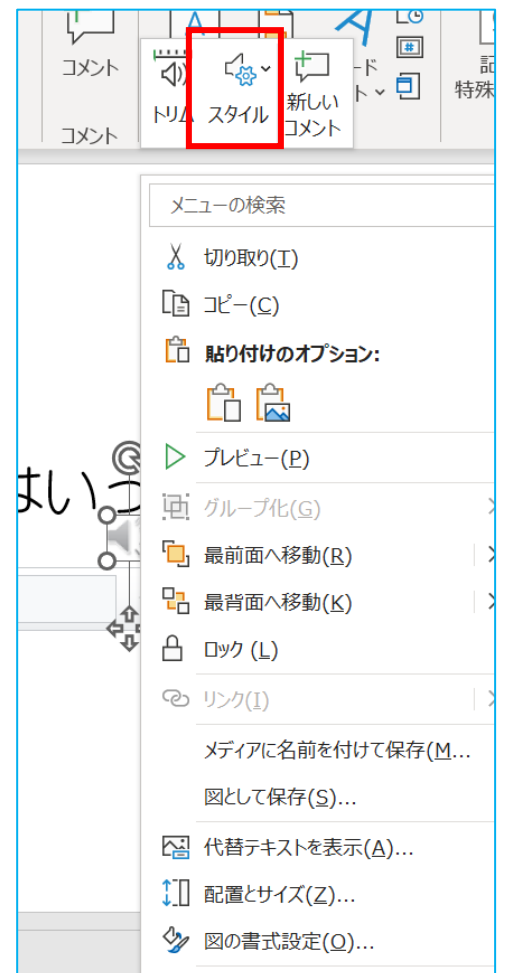 コメント
コメント
トリム
スタイル
新しい
コメント
ード
ト
記
特殊
メニューの検索
切り取り(T)
コピー(C)
貼り付けのオプション:
プレビュー(P)
グループ化(G)
最前面へ移動(R)
最背面へ移動(K)
ロック (L)
リンク(I)
メディアに名前を付けて保存(M...
図として保存(S)...
代替テキストを表示(A)...
配置とサイズ(Z)...
図の書式設定(O)...
はいつ